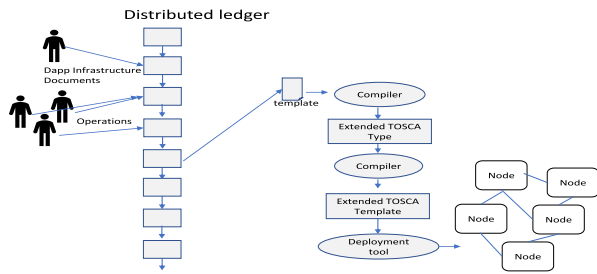 Distributed ledger
Dapp Infrastructure
Documents
Operations
template
Compiler
Extended TOSCA
Type
Compiler
Extended TOSCA
Template
Deployment
tool
Node
Node
Node
Node
Node